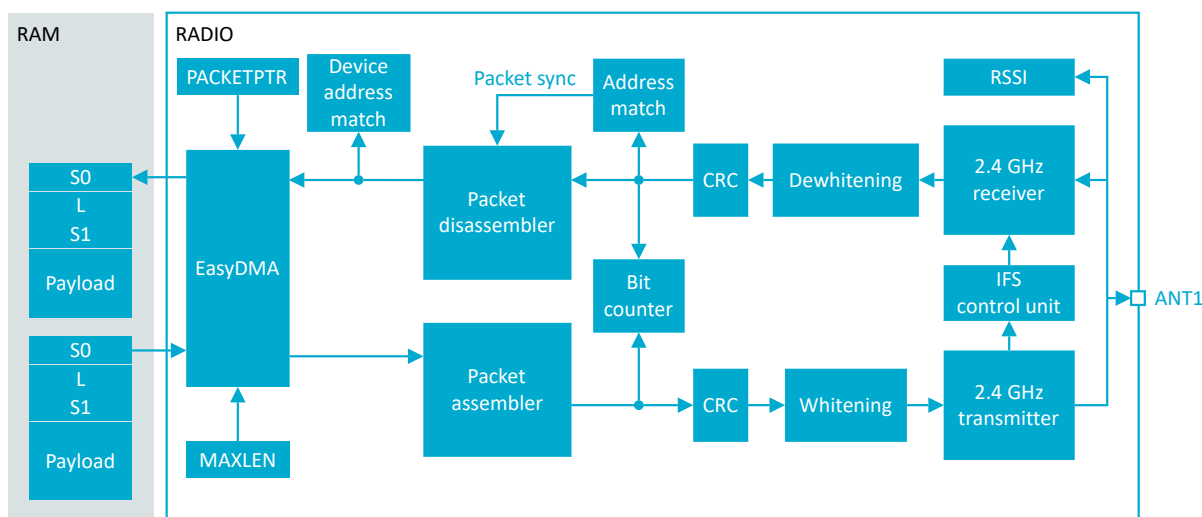 RAM
RADIO
PACKETPTR
Device
address
match
Packet sync
Address
match
RSSI
S0
L
S1
Payload
EasyDMA
Packet
disassembler
CRC
Dewhitening
2.4 GHz
receiver
Bit
counter
IFS
control unit
ANT1
S0
L
S1
Payload
Packet
assembler
CRC
Whitening
2.4 GHz
transmitter
MAXLEN